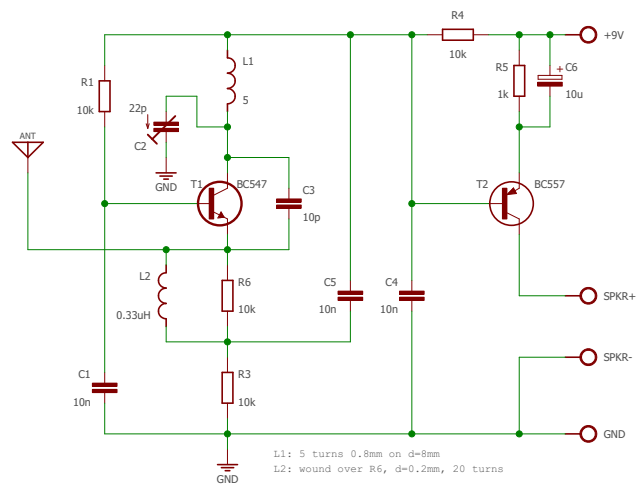 R4
10k
+9V
L1
5
R5
1k
C6
+
10u
R1
10k
22p
C2
ANT
GND
T1
BC547
C3
10p
T2
BC557
L2
0.33uH
R6
10k
C5
10n
C4
10n
SPKR+
SPKR-
C1
10n
R3
10k
GND
GND
L1: 5 turns 0.8mm on d=8mm
L2: wound over R6, d=0.2mm, 20 turns